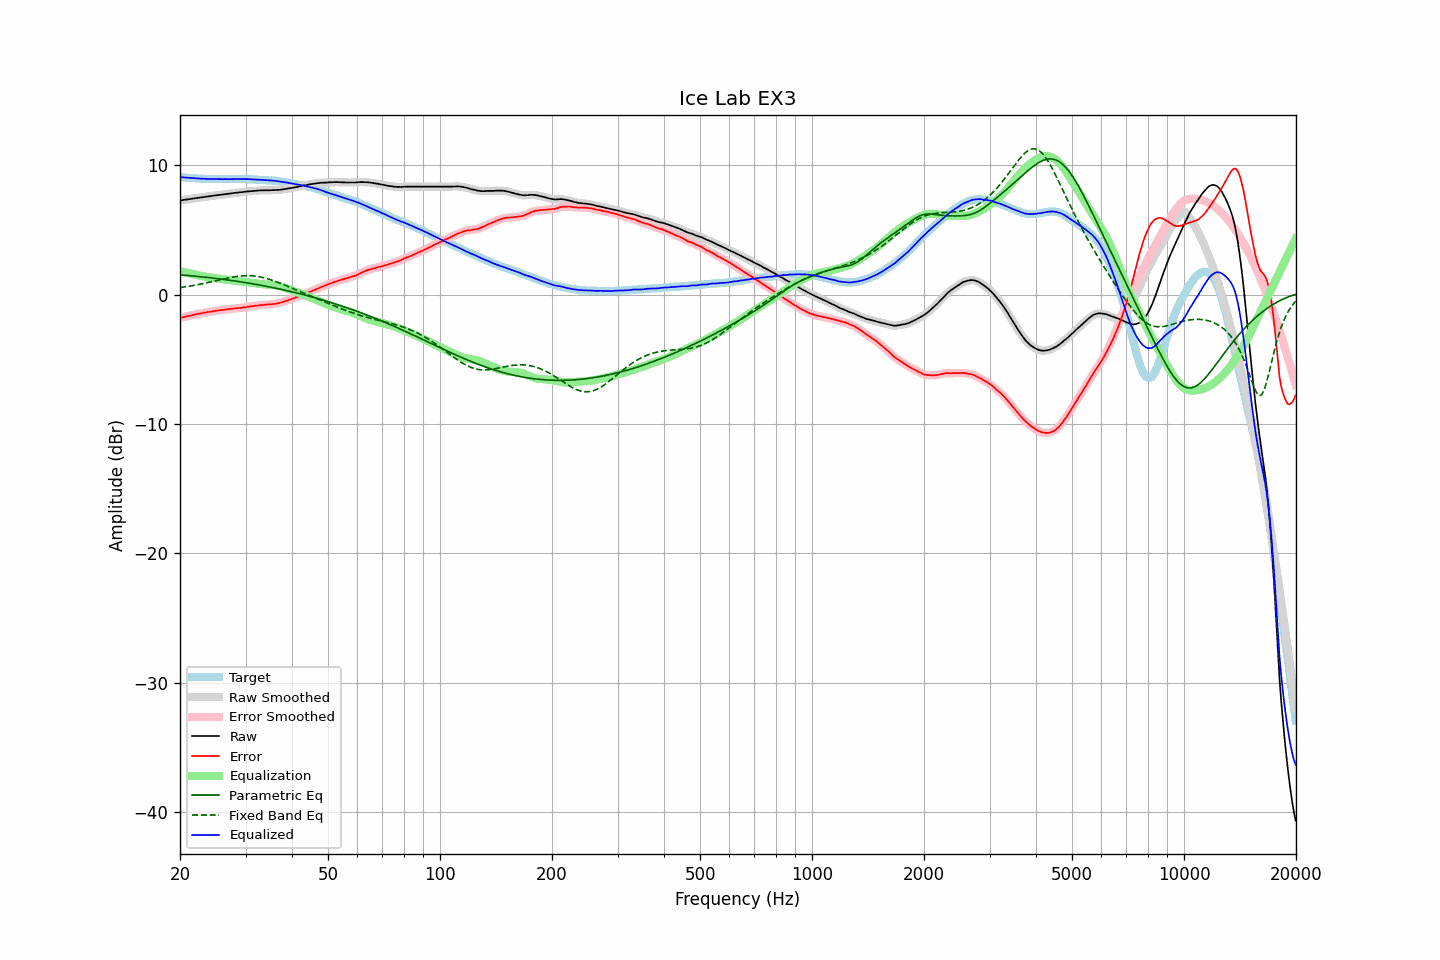 Ice Lab EX3
Amplitude (dBr)
10
0
−10
−20
−30
−40
Target
Raw Smoothed
Error Smoothed
Raw
Error
Equalization
Parametric Eq
Fixed Band Eq
Equalized
20 50 100 200 500 1000 2000 5000 10000 20000
Frequency (Hz)